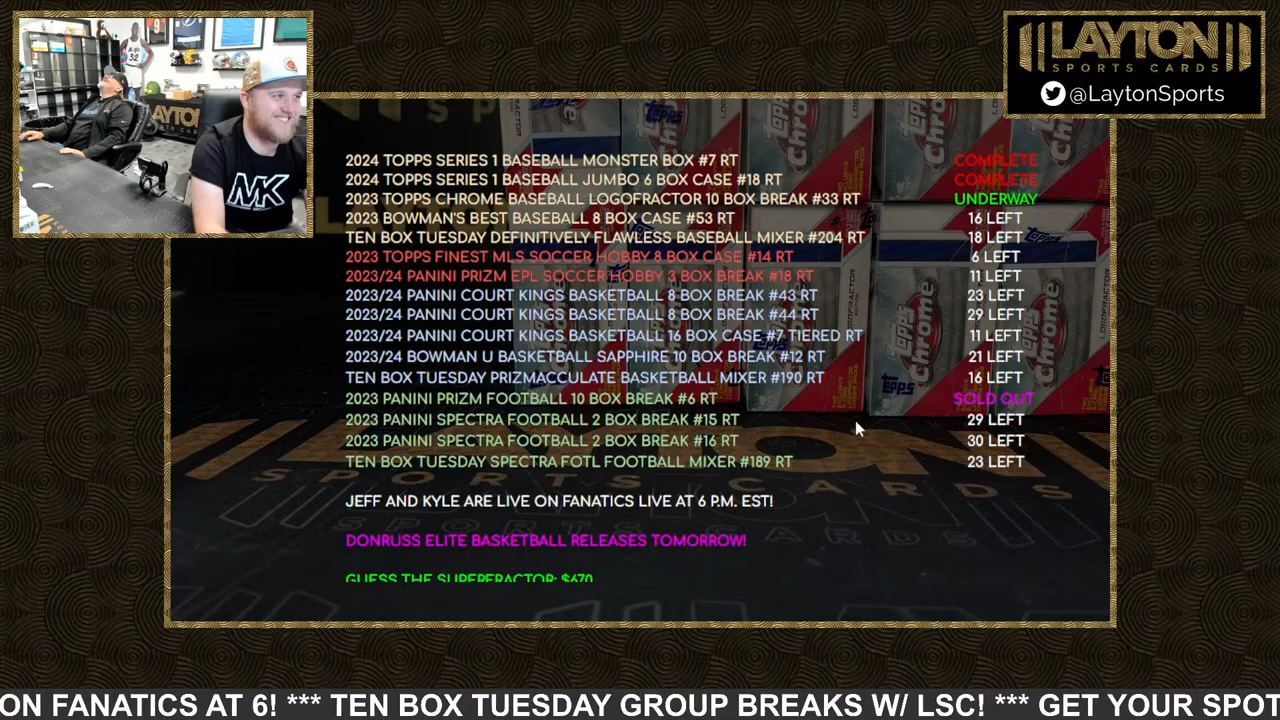 LAYTON
SPORTS CARDS
@LaytonSports
MK
2024 TOPPS SERIES 1 BASEBALL MONSTER BOX #7 RT COMPLETE
2024 TOPPS SERIES 1 BASEBALL JUMBO 6 BOX CASE #18 RT COMPLETE
2023 TOPPS CHROME BASEBALL LOGOFRACTOR 10 BOX BREAK #33 RT UNDERWAY
2023 BOWMAN'S BEST BASEBALL 8 BOX CASE #53 RT 16 LEFT
TEN BOX TUESDAY DEFINITIVELY FLAWLESS BASEBALL MIXER #204 RT 18 LEFT
2023 TOPPS FINEST MLS SOCCER HOBBY 8 BOX CASE #14 RT 6 LEFT
2023/24 PANINI PRIZM EPL SOCCER HOBBY 3 BOX BREAK #18 RT 11 LEFT
2023/24 PANINI COURT KINGS BASKETBALL 8 BOX BREAK #43 RT 23 LEFT
2023/24 PANINI COURT KINGS BASKETBALL 8 BOX BREAK #44 RT 29 LEFT
2023/24 PANINI COURT KINGS BASKETBALL 16 BOX CASE #7 TIERED RT 11 LEFT
2023/24 BOWMAN U BASKETBALL SAPPHIRE 10 BOX BREAK #12 RT 21 LEFT
TEN BOX TUESDAY PRIZMACCULATE BASKETBALL MIXER #190 RT 16 LEFT
2023 PANINI PRIZM FOOTBALL 10 BOX BREAK #6 RT SOLD OUT
2023 PANINI SPECTRA FOOTBALL 2 BOX BREAK #15 RT 29 LEFT
2023 PANINI SPECTRA FOOTBALL 2 BOX BREAK #16 RT 30 LEFT
TEN BOX TUESDAY SPECTRA FOTL FOOTBALL MIXER #189 RT 23 LEFT
JEFF AND KYLE ARE LIVE ON FANATICS LIVE AT 6 P.M. EST!
DONRUSS ELITE BASKETBALL RELEASES TOMORROW!
GUESS THE SUPERFRACTOR: $670
ON FANATICS AT 6! *** TEN BOX TUESDAY GROUP BREAKS W/ LSC! *** GET YOUR SPOT